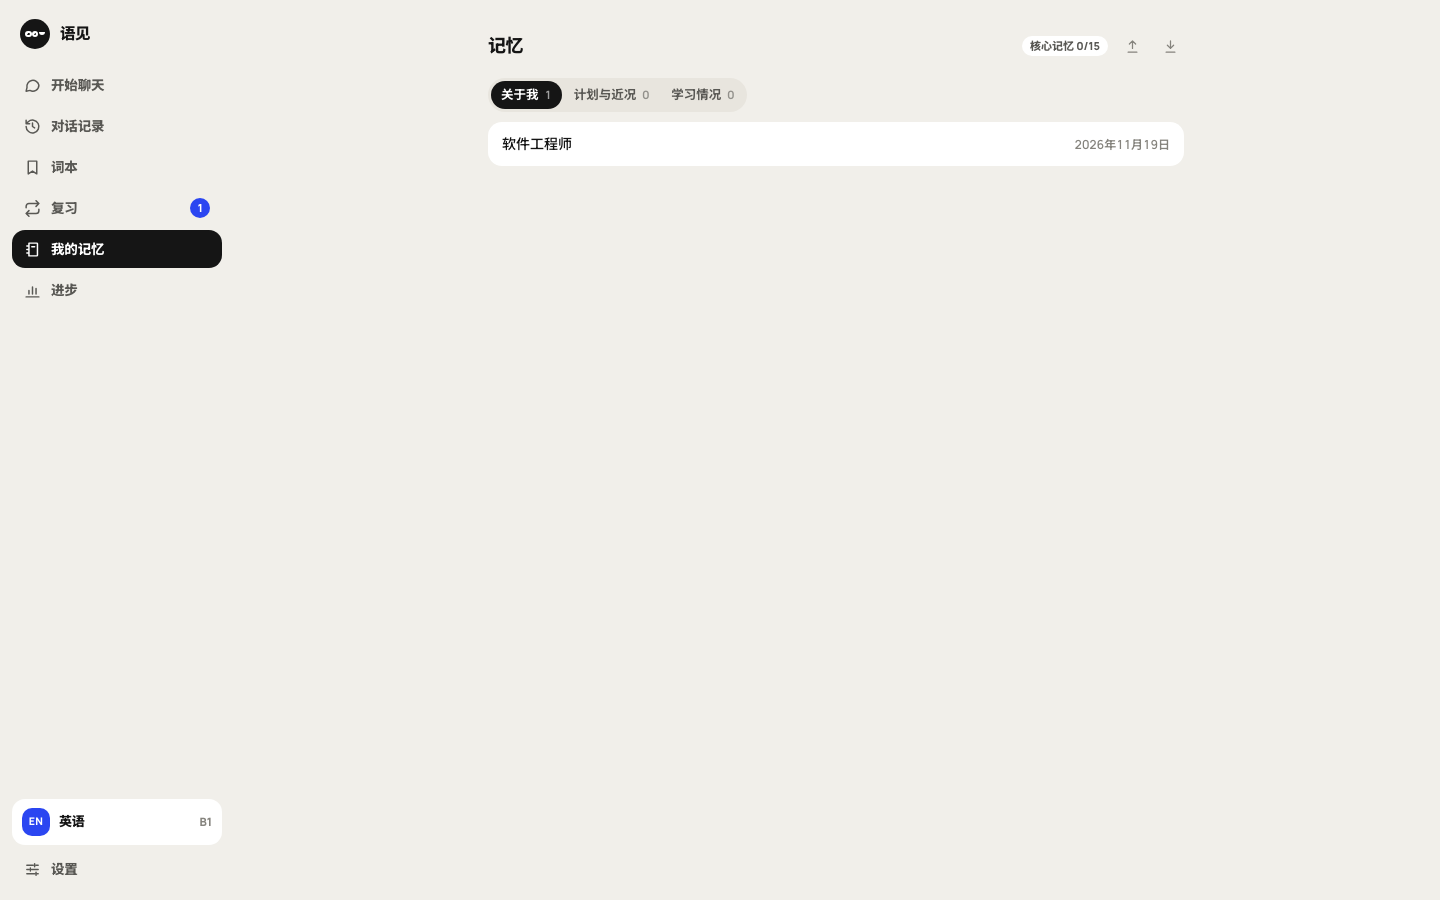 语见
开始聊天
对话记录
词本
复习 1
我的记忆
进步
EN 英语 B1
设置
记忆
核心记忆 0/15
关于我 1 计划与近况 0 学习情况 0
软件工程师 2026年11月19日